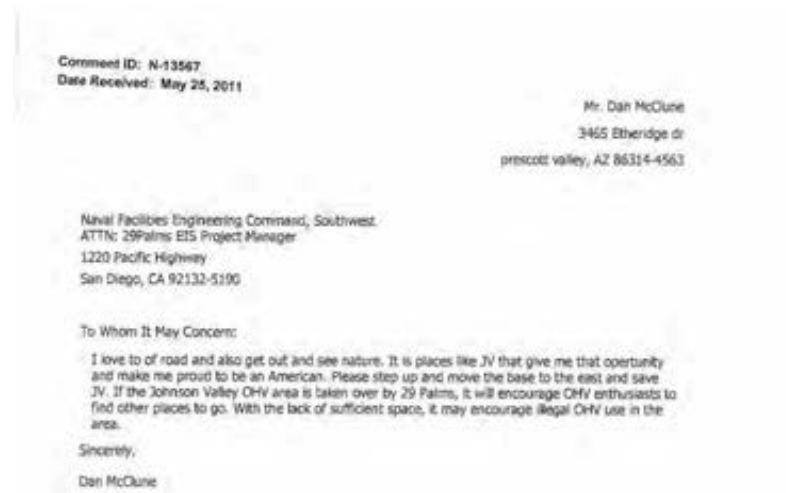 Comment ID: N-13567
Date Received: May 25, 2011
Mr. Dan McClune
3465 Etheridge dr
prescott valley, AZ 86314-4563
Naval Facilities Engineering Command, Southwest
ATTN: 29Palms EIS Project Manager
1220 Pacific Highway
San Diego, CA 92132-5190
To Whom It May Concern:
I love to of road and also get out and see nature. It is places like JV that give me that opertunity
and make me proud to be an American. Please step up and move the base to the east and save
JV. If the Johnson Valley OHV area is taken over by 29 Palms, it will encourage OHV enthusiasts to
find other places to go. With the lack of sufficient space, it may encourage illegal OHV use in the
area.
Sincerely,
Dan McClune